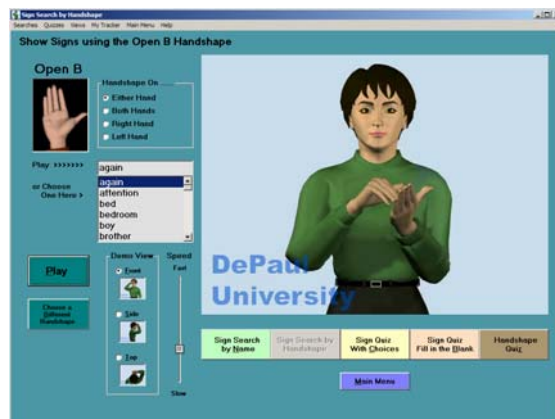 Sign Search by Handshape
Searches Quizzes Views My Tracker Main Menu Help
Show Signs using the Open B Handshape
Open B
Handshape On .....
Either Hand
Both Hands
Right Hand
Left Hand
Play >>>>>>>
again
or Choose
One Here >
again
attention
bed
bedroom
boy
brother
Play
Choose a
Different
Handshape
Demo View
Front
Side
Top
Speed
Fast
Slow
DePaul
University
Sign Search
by Name
Sign Search by
Handshape
Sign Quiz
With Choices
Sign Quiz
Fill in the Blank
Handshape
Quiz
Main Menu